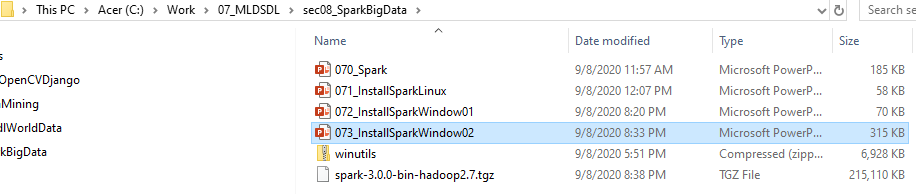 This PC > Acer (C:) > Work > 07_MLDSDL > sec08_SparkBigData > Search se
Name Date modified Type Size
OpenCVDjango 070_Spark 9/8/2020 11:57 AM Microsoft PowerP... 185 KB
Mining 071_InstallSparkLinux 9/8/2020 12:07 PM Microsoft PowerP... 58 KB
lWorldData 072_InstallSparkWindow01 9/8/2020 8:20 PM Microsoft PowerP... 70 KB
kBigData 073_InstallSparkWindow02 9/8/2020 8:33 PM Microsoft PowerP... 315 KB
winutils 9/8/2020 5:51 PM Compressed (zipp... 6,928 KB
spark-3.0.0-bin-hadoop2.7.tgz 9/8/2020 8:38 PM TGZ File 215,110 KB